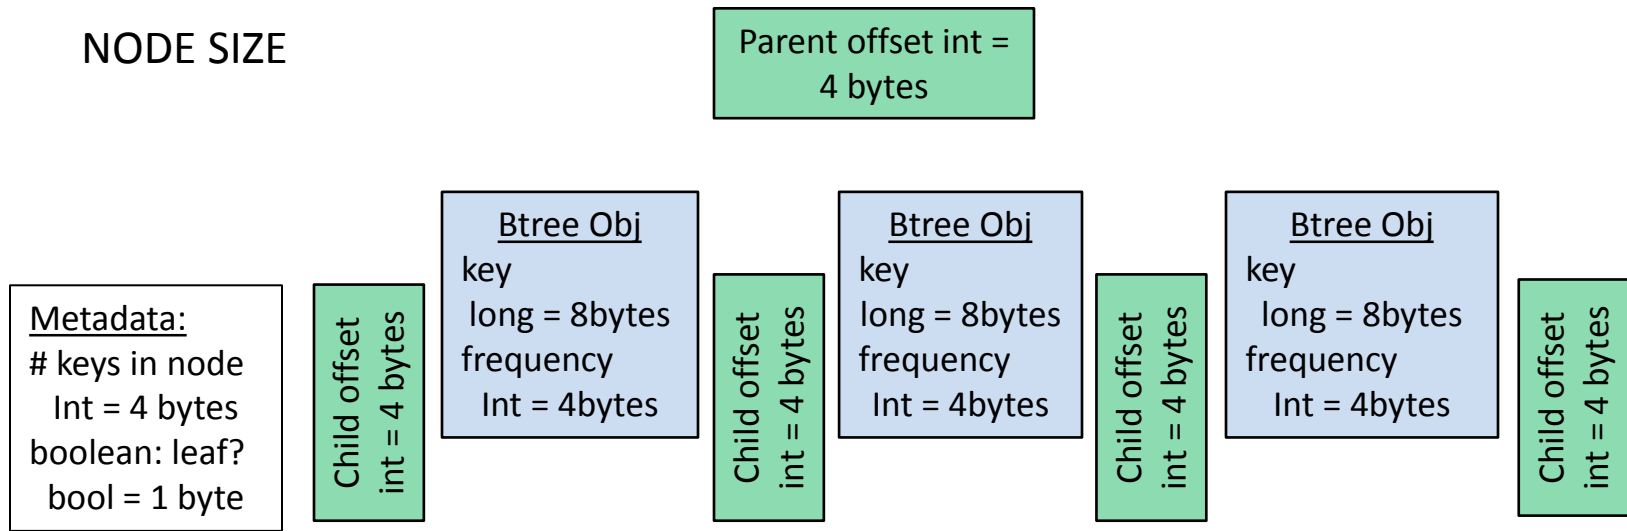 NODE SIZE
Parent offset int =
4 bytes
Metadata:
# keys in node
Int = 4 bytes
boolean: leaf?
bool = 1 byte
Child offset
int = 4 bytes
Btree Obj
key
long = 8bytes
frequency
Int = 4bytes
Child offset
int = 4 bytes
Btree Obj
key
long = 8bytes
frequency
Int = 4bytes
Child offset
int = 4 bytes
Btree Obj
key
long = 8bytes
frequency
Int = 4bytes
Child offset
int = 4 bytes